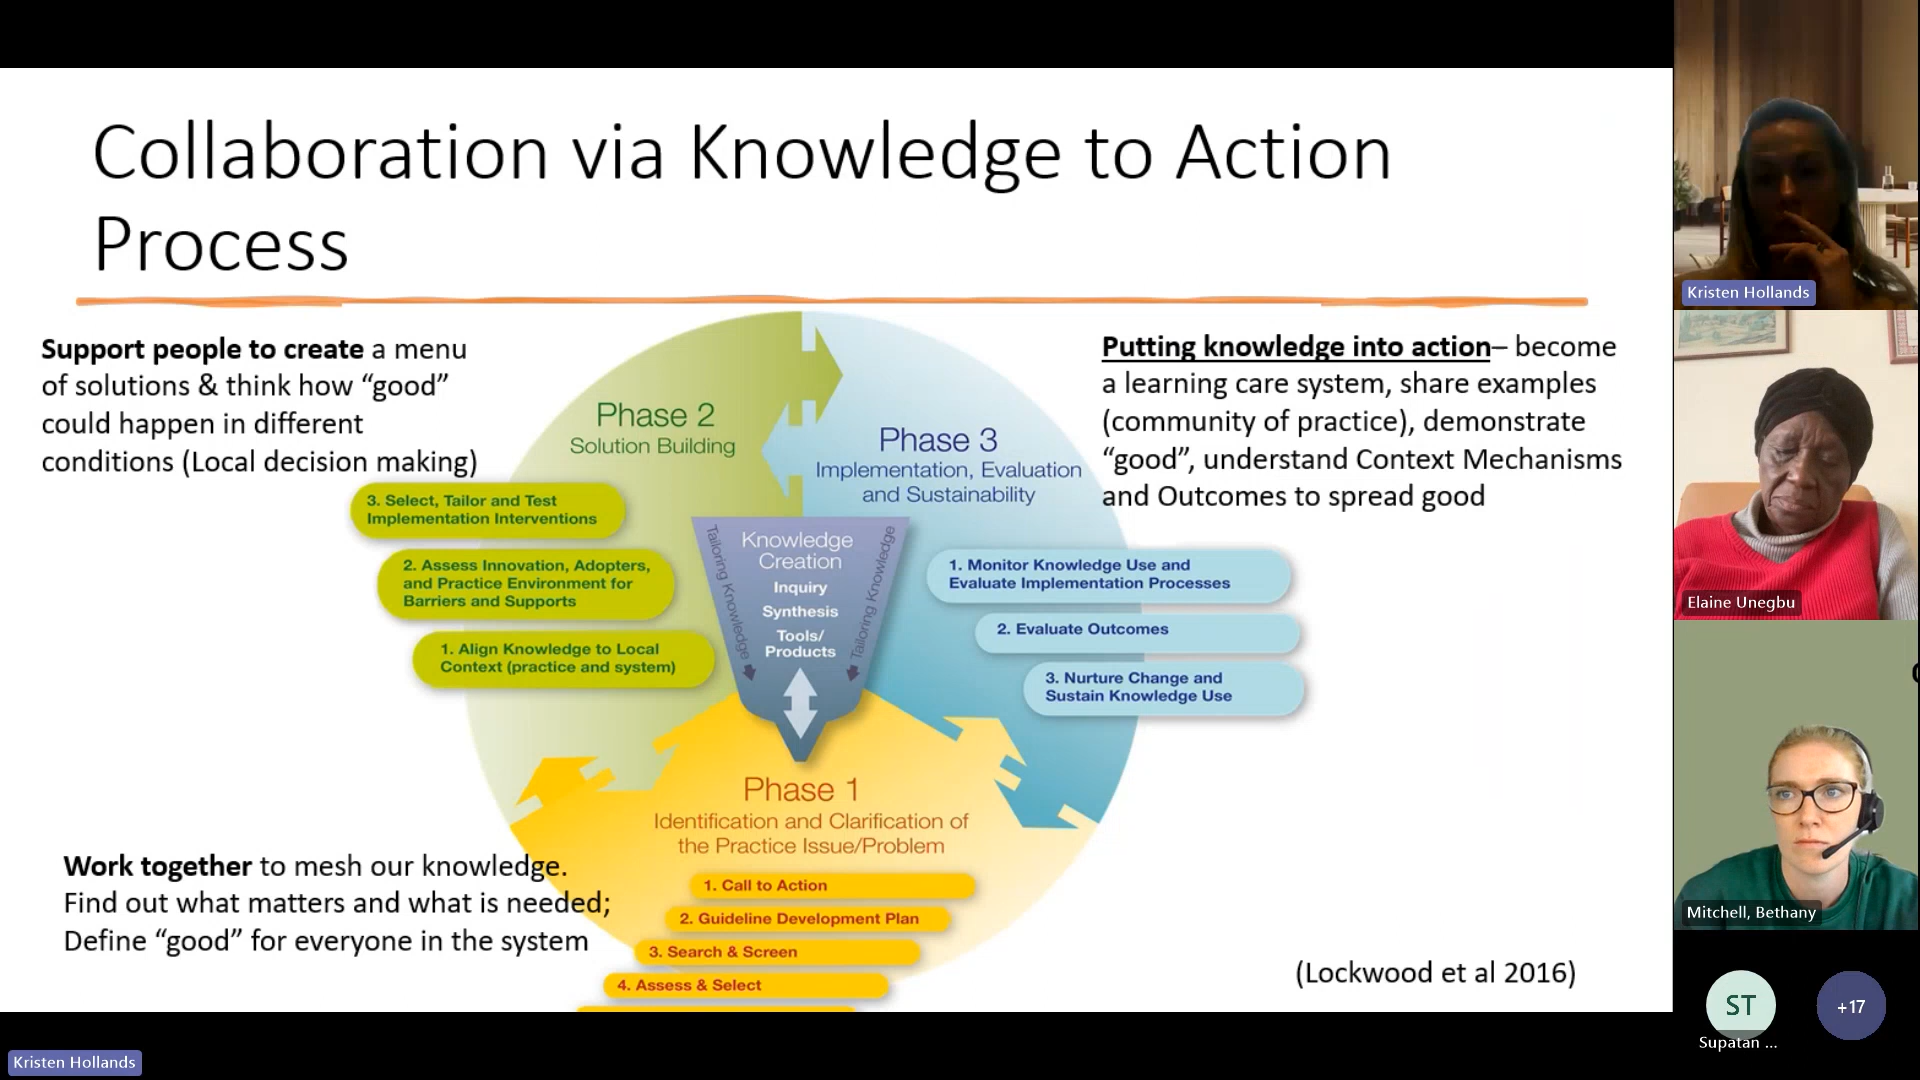 Collaboration via Knowledge to Action
Process
Support people to create a menu
of solutions & think how “good”
could happen in different
conditions (Local decision making)
Putting knowledge into action– become
a learning care system, share examples
(community of practice), demonstrate
“good”, understand Context Mechanisms
and Outcomes to spread good
Phase 2
Solution Building
3. Select, Tailor and Test
Implementation Interventions
2. Assess Innovation, Adopters,
and Practice Environment for
Barriers and Supports
1. Align Knowledge to Local
Context (practice and system)
Phase 3
Implementation, Evaluation
and Sustainability
1. Monitor Knowledge Use and
Evaluate Implementation Processes
2. Evaluate Outcomes
3. Nurture Change and
Sustain Knowledge Use
Tailoring Knowledge
Knowledge
Creation
Inquiry
Synthesis
Tools/
Products
Tailoring Knowledge
Phase 1
Identification and Clarification of
the Practice Issue/Problem
1. Call to Action
2. Guideline Development Plan
3. Search & Screen
4. Assess & Select
Work together to mesh our knowledge.
Find out what matters and what is needed;
Define “good” for everyone in the system
(Lockwood et al 2016)
Kristen Hollands
Elaine Unegbu
Mitchell, Bethany
ST
Supatan ...
+17
Kristen Hollands